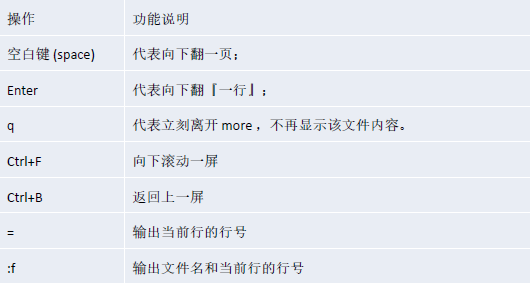 操作 功能说明
空白键 (space) 代表向下翻一页；
Enter 代表向下翻『一行』；
q 代表立刻离开 more ，不再显示该文件内容。
Ctrl+F 向下滚动一屏
Ctrl+B 返回上一屏
= 输出当前行的行号
:f 输出文件名和当前行的行号